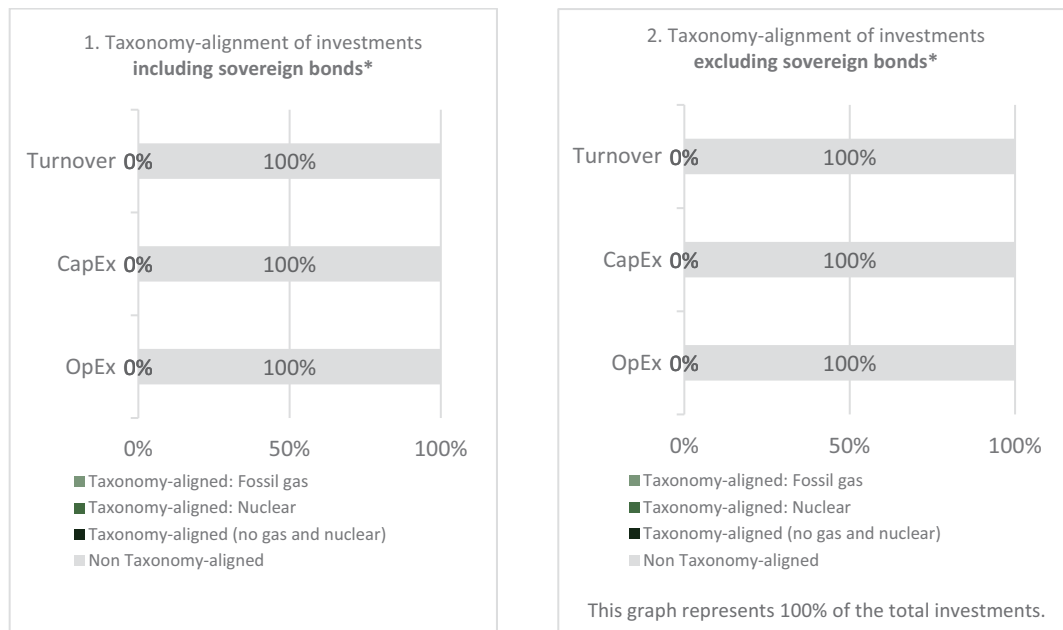 1. Taxonomy-alignment of investments
including sovereign bonds*
Turnover 0% 100%
CapEx 0% 100%
OpEx 0% 100%
0% 50% 100%
Taxonomy-aligned: Fossil gas
Taxonomy-aligned: Nuclear
Taxonomy-aligned (no gas and nuclear)
Non Taxonomy-aligned
2. Taxonomy-alignment of investments
excluding sovereign bonds*
Turnover 0% 100%
CapEx 0% 100%
OpEx 0% 100%
0% 50% 100%
Taxonomy-aligned: Fossil gas
Taxonomy-aligned: Nuclear
Taxonomy-aligned (no gas and nuclear)
Non Taxonomy-aligned
This graph represents 100% of the total investments.